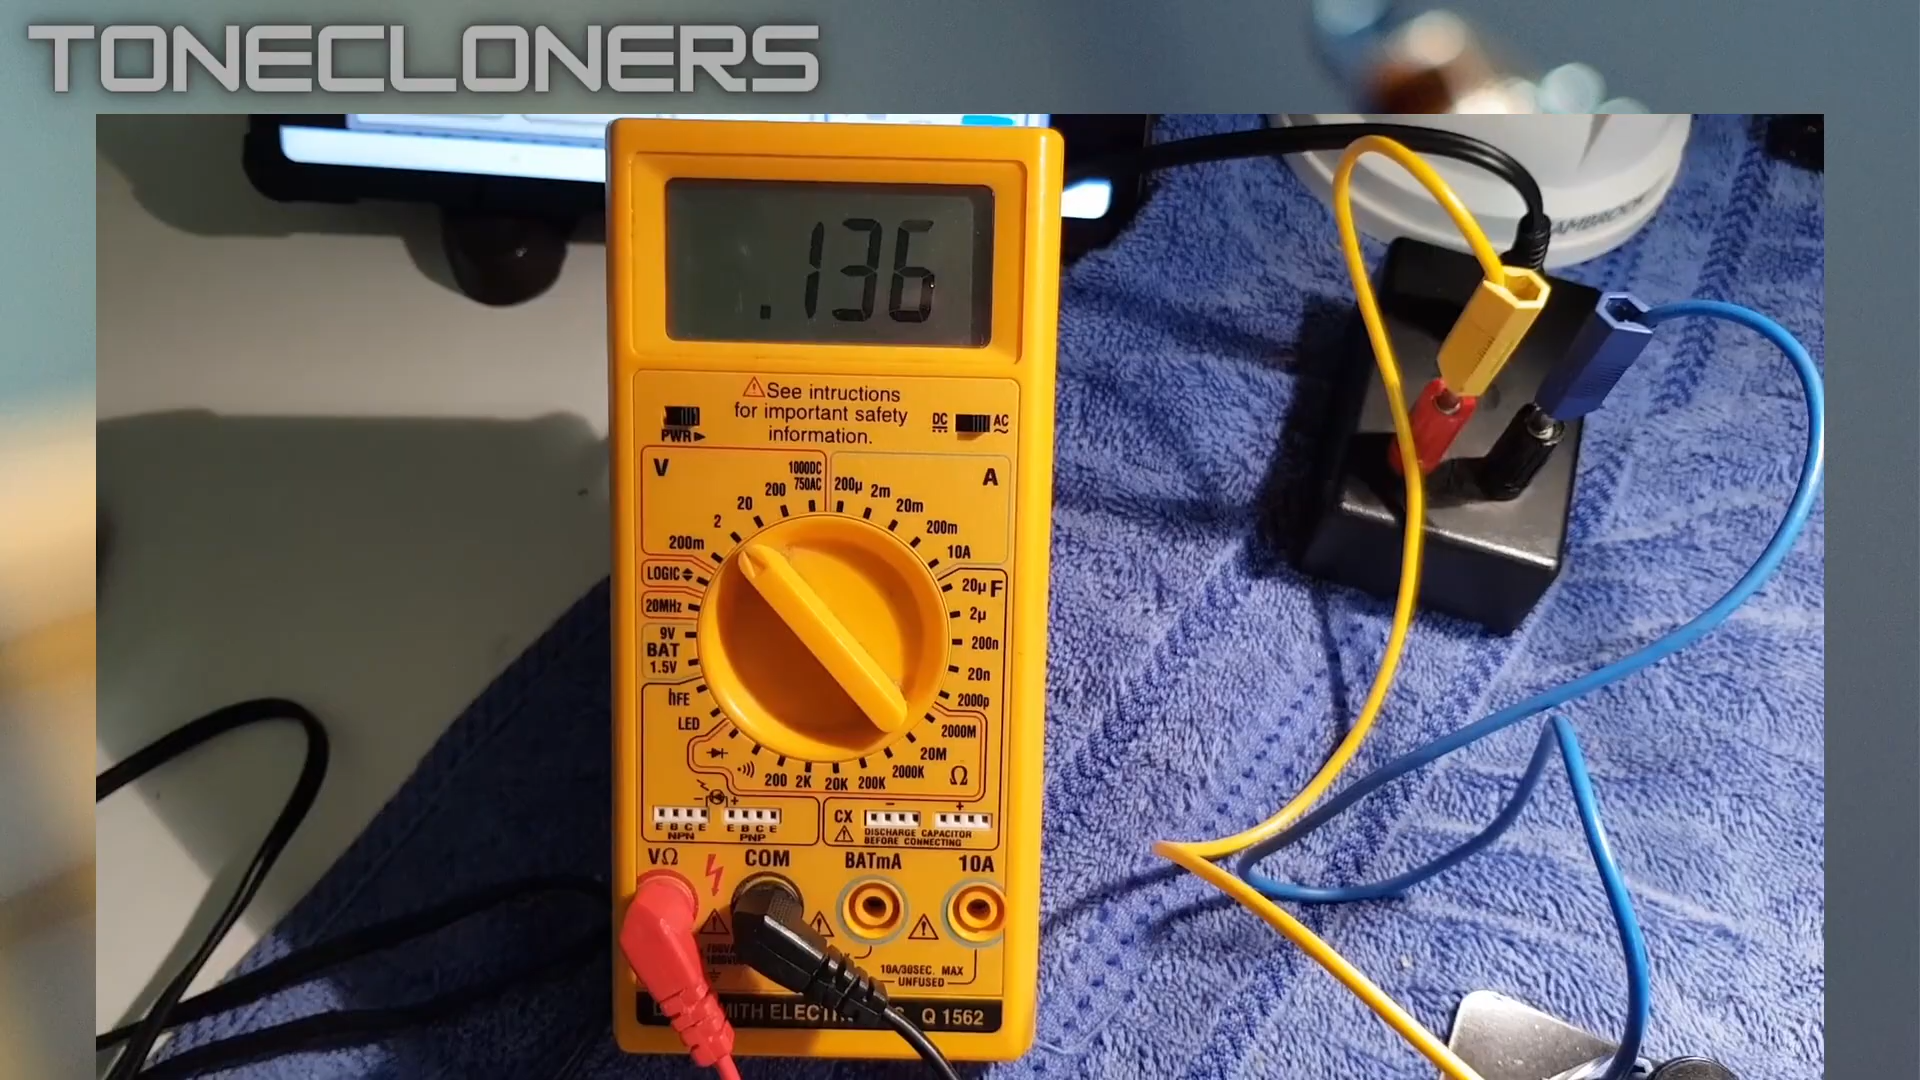 TONECLONERS
.136
See intructions
for important safety
information.
PWR
DC AC
V
A
1000DC
750AC
200
20
2
200m
200µ
2m
20m
200m
10A
LOGIC
20MHz
9V
BAT
1.5V
hFE
LED
20µ F
2µ
200n
20n
2000p
2000M
20M
2000K
200K
20K
2K
200
Ω
E B C E
NPN
E B C E
PNP
CX
DISCHARGE CAPACITOR
BEFORE CONNECTING
VΩ
COM
BATmA
10A
10A/30SEC. MAX
UNFUSED
Q 1562